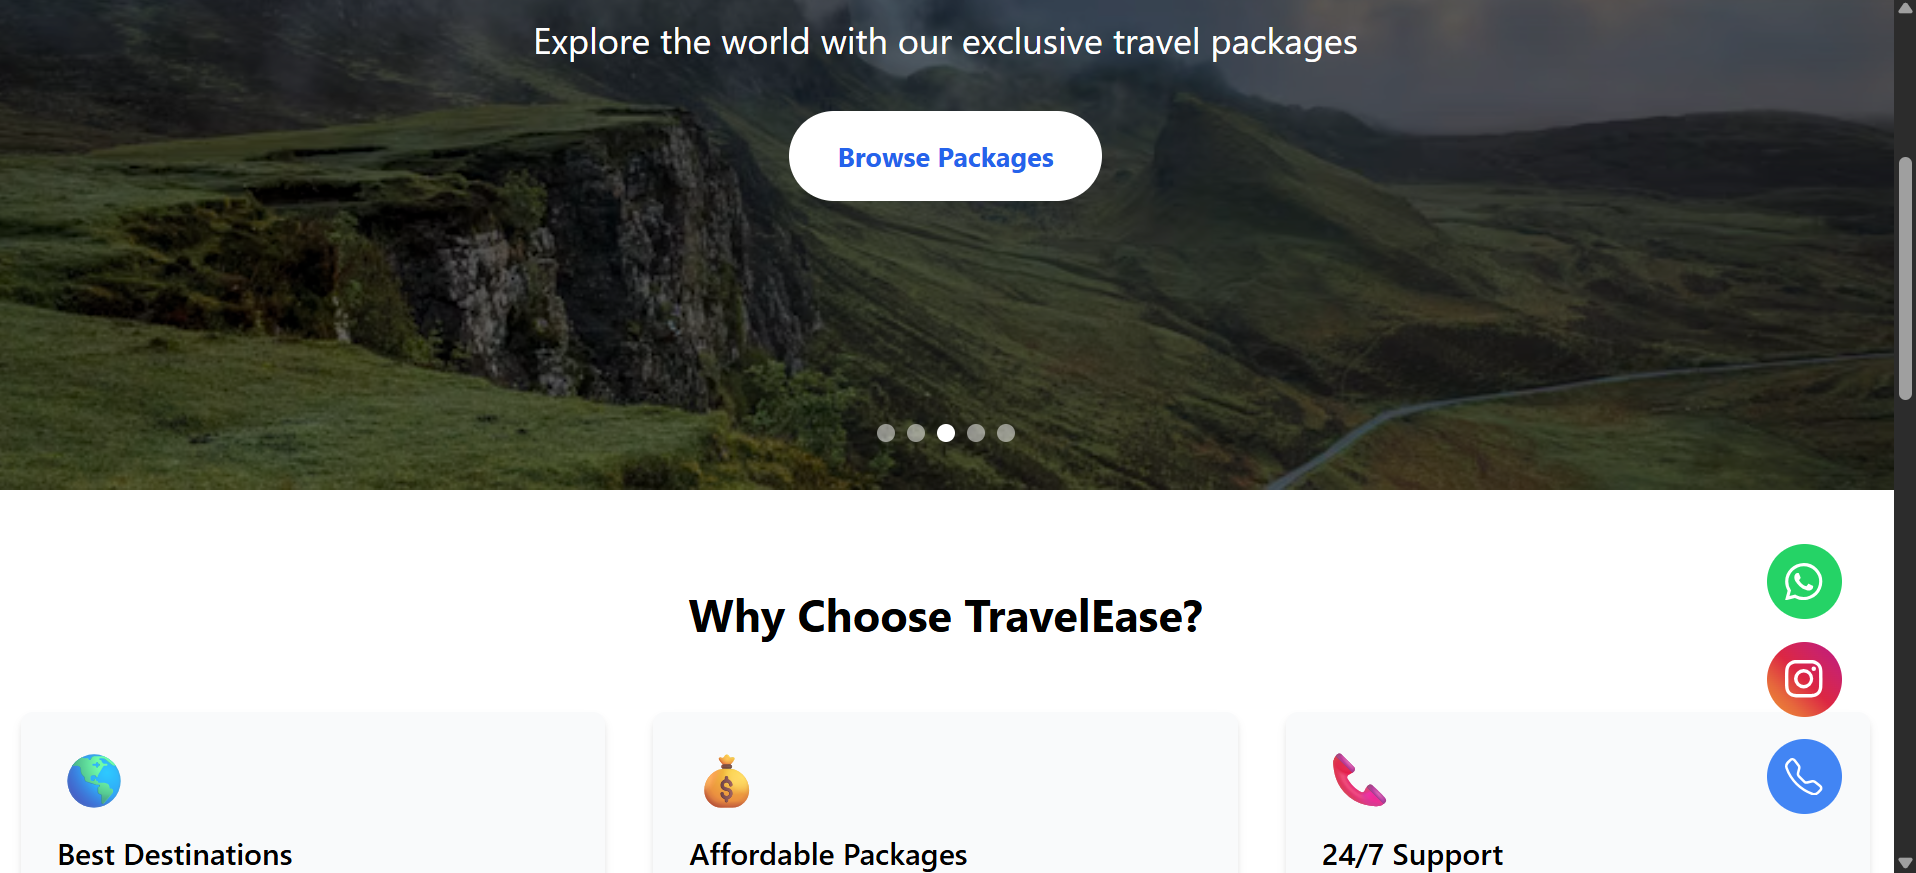 Explore the world with our exclusive travel packages
Browse Packages
Why Choose TravelEase?
Best Destinations
Affordable Packages
24/7 Support